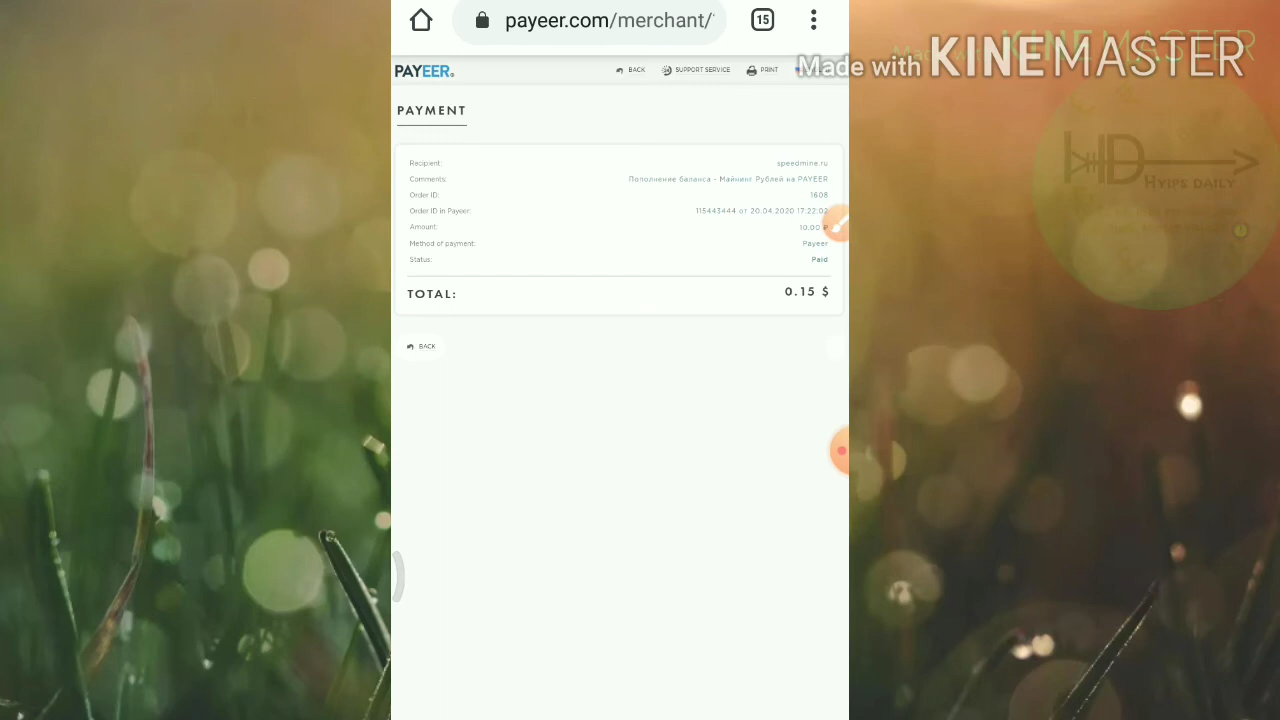 payeer.com/merchant/
15
PAYEER
BACK
SUPPORT SERVICE
PRINT
Made with KINEMASTER
PAYMENT
Recipient: speedmine.ru
Comments: Пополнение баланса - Майнинг Рублей на PAYEER
Order ID: 1608
Order ID in Payeer: 115443444 от 20.04.2020 17:22:02
Amount: 10.00 ₽
Method of payment: Payeer
Status: Paid
TOTAL: 0.15 $
BACK
HD
HYIPS DAILY